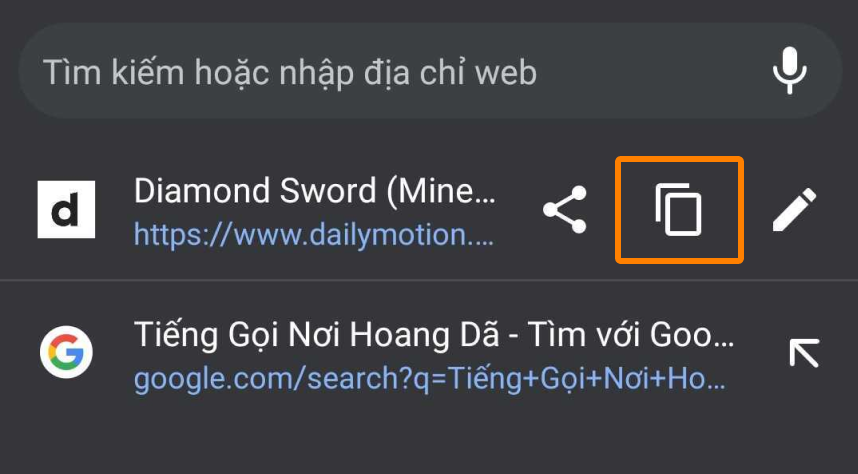 Tìm kiếm hoặc nhập địa chỉ web
d
Diamond Sword (Mine...
https://www.dailymotion....
G
Tiếng Gọi Nơi Hoang Dã - Tìm với Goo...
google.com/search?q=Tiếng+Gọi+Nơi+Ho...